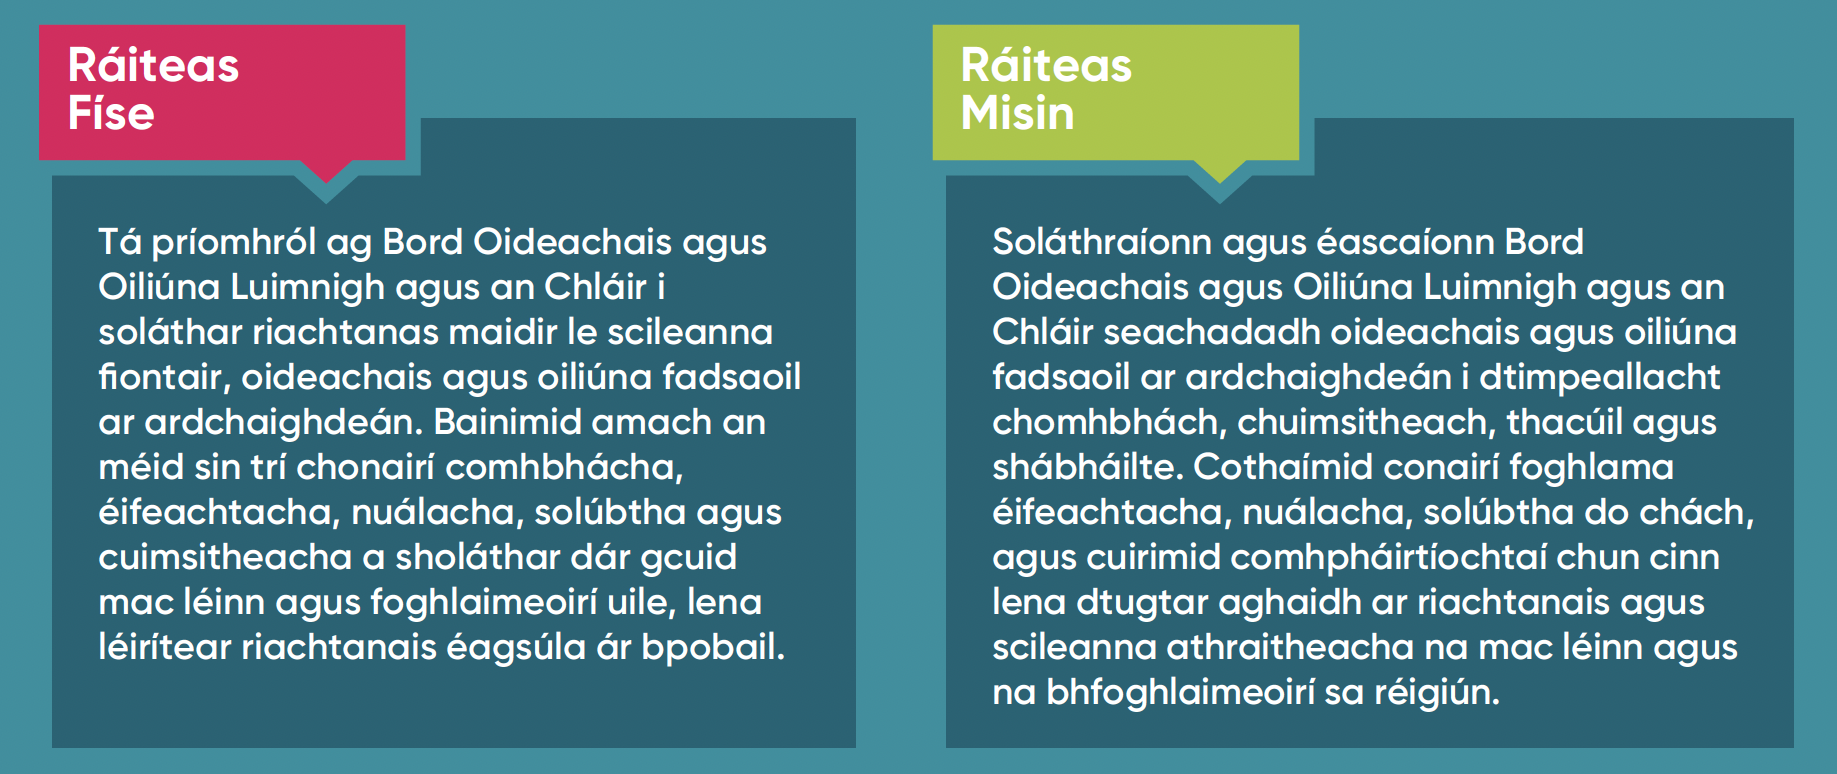 Ráiteas
Físe
Tá príomhról ag Bord Oideachais agus
Oiliúna Luimnigh agus an Chláir i
soláthar riachtanas maidir le scileanna
fiontair, oideachais agus oiliúna fadsaoil
ar ardchaighdeán. Bainimid amach an
méid sin trí chonairí comhbhácha,
éifeachtacha, nuálacha, solúbtha agus
cuimsitheacha a sholáthar dár gcuid
mac léinn agus foghlaimeoirí uile, lena
léirítear riachtanais éagsúla ár bpobail.
Ráiteas
Misin
Soláthraíonn agus éascaíonn Bord
Oideachais agus Oiliúna Luimnigh agus an
Chláir seachadadh oideachais agus oiliúna
fadsaoil ar ardchaighdeán i dtimpeallacht
chomhbhách, chuimsitheach, thacúil agus
shábháilte. Cothaímid conairí foghlama
éifeachtacha, nuálacha, solúbtha do chách,
agus cuirimid comhpháirtíochtaí chun cinn
lena dtugtar aghaidh ar riachtanais agus
scileanna athraitheacha na mac léinn agus
na bhfoghlaimeoirí sa réigiún.